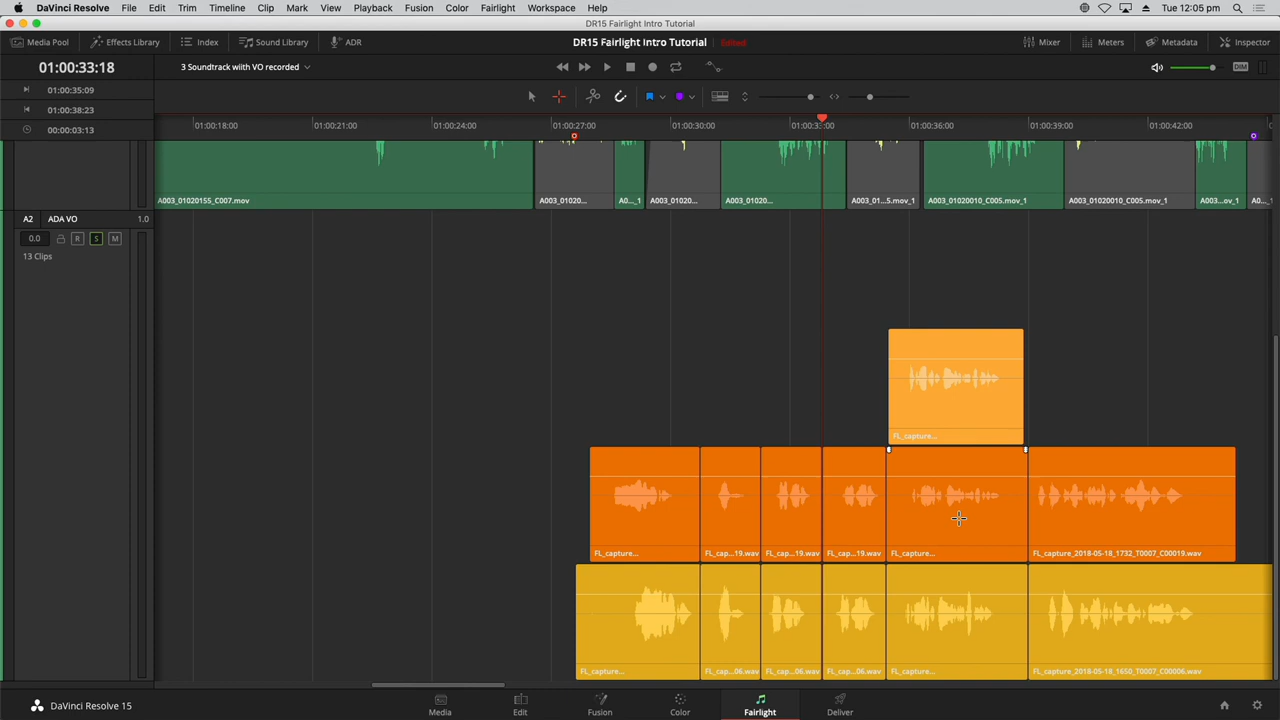 DaVinci Resolve File Edit Trim Timeline Clip Mark View Playback Fusion Color Fairlight Workspace Help Tue 12:05 pm
DR15 Fairlight Intro Tutorial
Media Pool Effects Library Index Sound Library ADR DR15 Fairlight Intro Tutorial Edited Mixer Meters Metadata Inspector
01:00:33:18 3 Soundtrack wiith VO recorded DIM
01:00:35:09
01:00:38:23
00:00:03:13
01:00:18:00 01:00:21:00 01:00:24:00 01:00:27:00 01:00:30:00 01:00:33:00 01:00:36:00 01:00:39:00 01:00:42:00
A003_01020155_C007.mov A003_01020... A0..._1 A003_01020... A003_01020... A003_01...5.mov_1 A003_01020010_C005.mov_1 A003_01020010_C005.mov_1 A003...ov_1 A0..._1
A2 ADA VO 1.0
0.0 R S M
13 Clips
FL_capture...
FL_capture... FL_cap...19.wav FL_cap...19.wav FL_cap...19.wav FL_capture... FL_capture_2018-05-18_1732_T0007_C00019.wav
FL_capture... FL_cap...06.wav FL_cap...06.wav FL_cap...06.wav FL_capture... FL_capture_2018-05-18_1650_T0007_C00006.wav
DaVinci Resolve 15 Media Edit Fusion Color Fairlight Deliver